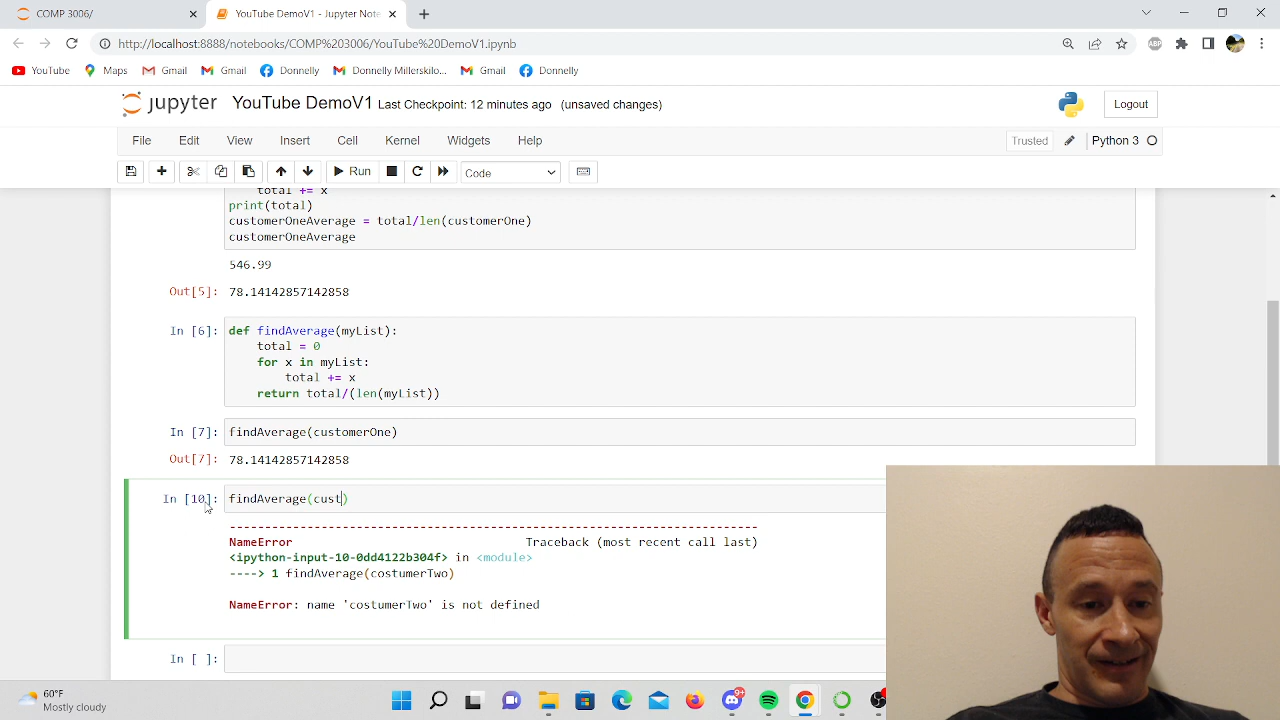 COMP 3006/
YouTube DemoV1 - Jupyter Note
http://localhost:8888/notebooks/COMP%203006/YouTube%20DemoV1.ipynb
ABP
YouTube Maps Gmail Gmail Donnelly Donnelly Millerskilo... Gmail Donnelly
jupyter YouTube DemoV1 Last Checkpoint: 12 minutes ago (unsaved changes) Logout
File Edit View Insert Cell Kernel Widgets Help Trusted Python 3
Run Code
total += x
print(total)
customerOneAverage = total/len(customerOne)
customerOneAverage
546.99
Out[5]: 78.14142857142858
In [6]: def findAverage(myList):
total = 0
for x in myList:
total += x
return total/(len(myList))
In [7]: findAverage(customerOne)
Out[7]: 78.14142857142858
In [10]: findAverage(cust)
---------------------------------------------------------------------------
NameError Traceback (most recent call last)
<ipython-input-10-0dd4122b304f> in <module>
----> 1 findAverage(costumerTwo)
NameError: name 'costumerTwo' is not defined
In [ ]:
60°F
Mostly cloudy
9+